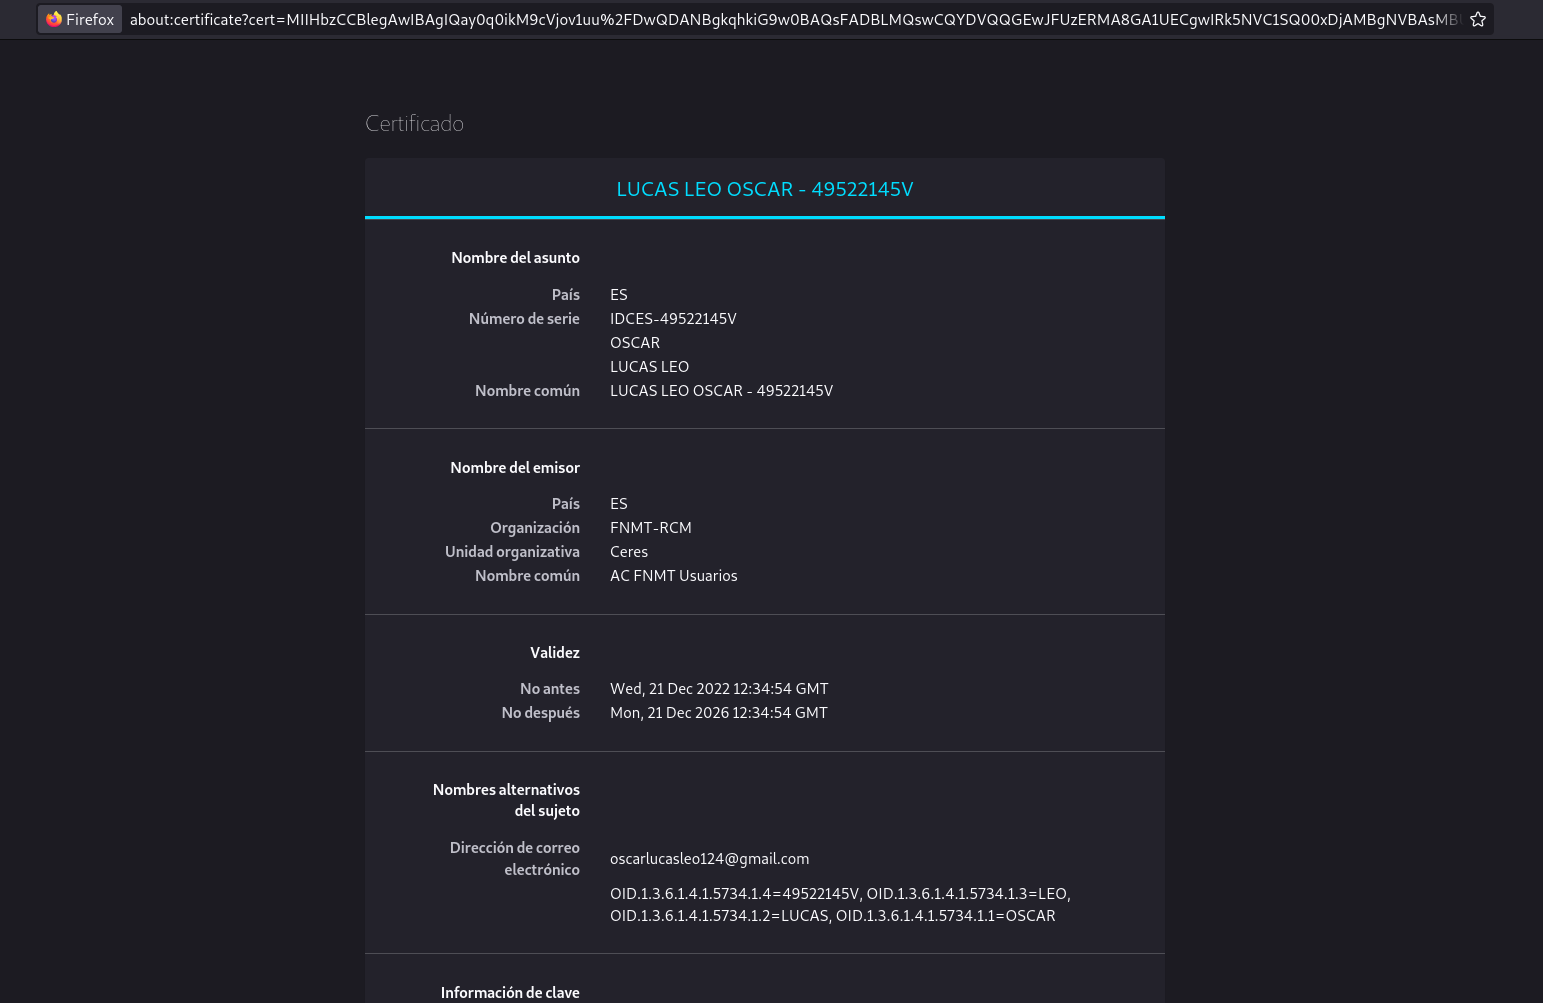 Firefox about:certificate?cert=MIIHbzCCBlegAwIBAgIQay0q0ikM9cVjov1uu%2FDwQDANBgkqhkiG9w0BAQsFADBLMQswCQYDVQQGEwJFUzERMA8GA1UECgwIRk5NVC1SQ00xDjAMBgNVBAsMB
Certificado
LUCAS LEO OSCAR - 49522145V
Nombre del asunto
País ES
Número de serie IDCES-49522145V
OSCAR
LUCAS LEO
Nombre común LUCAS LEO OSCAR - 49522145V
Nombre del emisor
País ES
Organización FNMT-RCM
Unidad organizativa Ceres
Nombre común AC FNMT Usuarios
Validez
No antes Wed, 21 Dec 2022 12:34:54 GMT
No después Mon, 21 Dec 2026 12:34:54 GMT
Nombres alternativos
del sujeto
Dirección de correo
electrónico
oscarlucasleo124@gmail.com
OID.1.3.6.1.4.1.5734.1.4=49522145V, OID.1.3.6.1.4.1.5734.1.3=LEO,
OID.1.3.6.1.4.1.5734.1.2=LUCAS, OID.1.3.6.1.4.1.5734.1.1=OSCAR
Información de clave